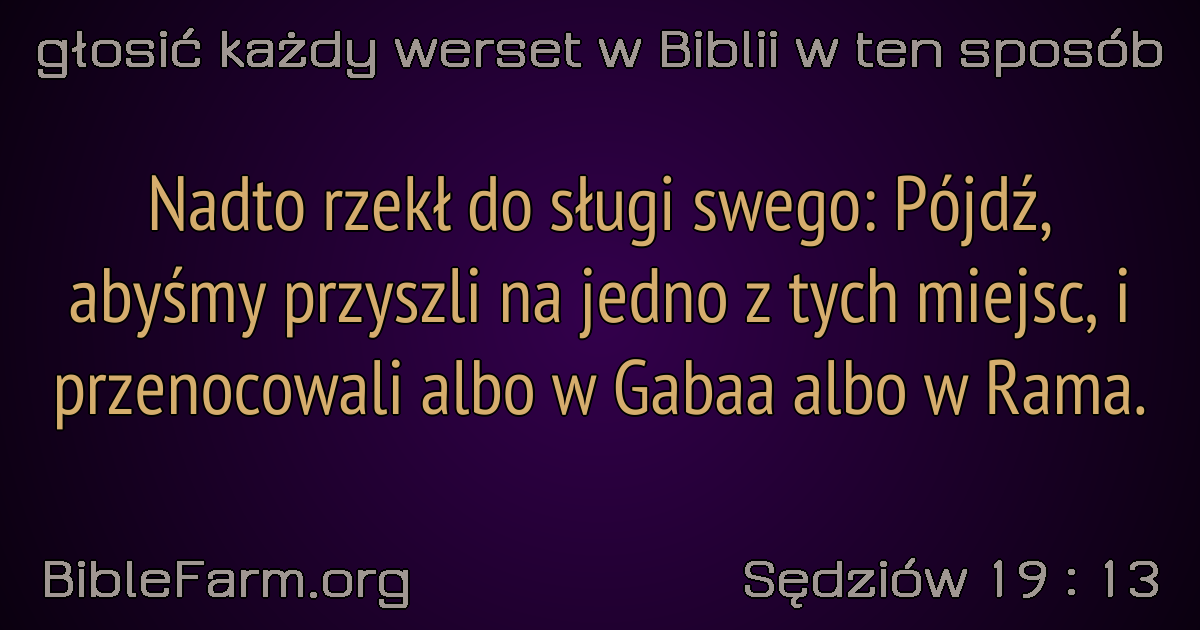 głosić każdy werset w Biblii w ten sposób
Nadto rzekł do sługi swego: Pójdź,
abyśmy przyszli na jedno z tych miejsc, i
przenocowali albo w Gabaa albo w Rama.
BibleFarm.org
Sędziów 19 : 13